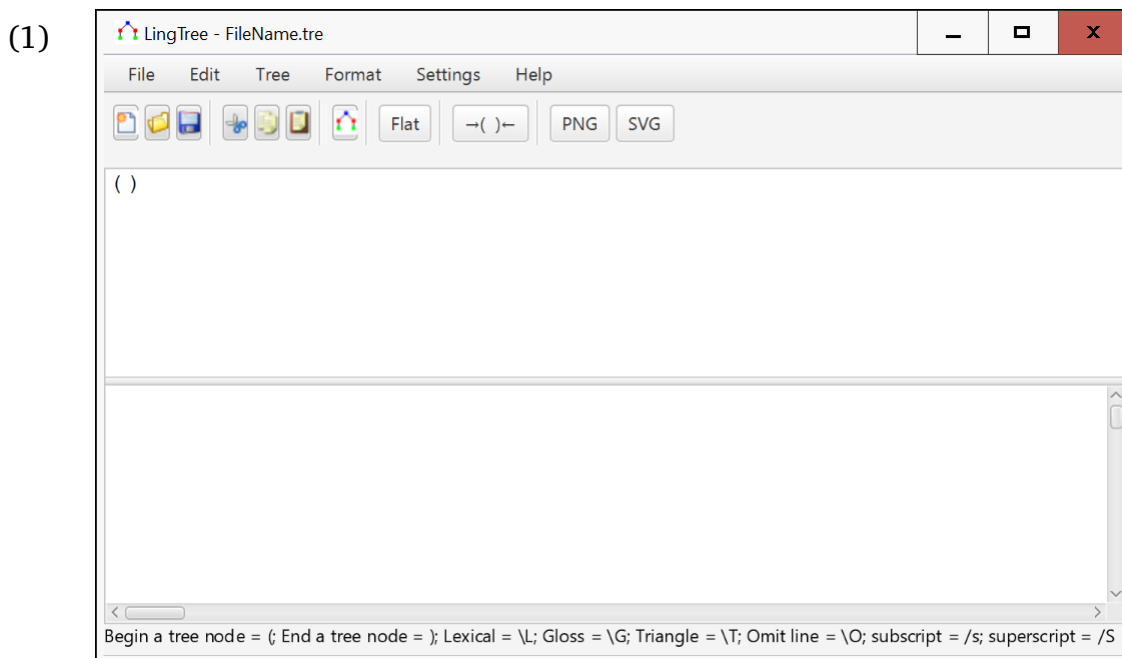 (1)
LingTree - FileName.tre
File Edit Tree Format Settings Help
Flat →( )← PNG SVG
( )
Begin a tree node = (; End a tree node = ); Lexical = \L; Gloss = \G; Triangle = \T; Omit line = \O; subscript = /s; superscript = /S